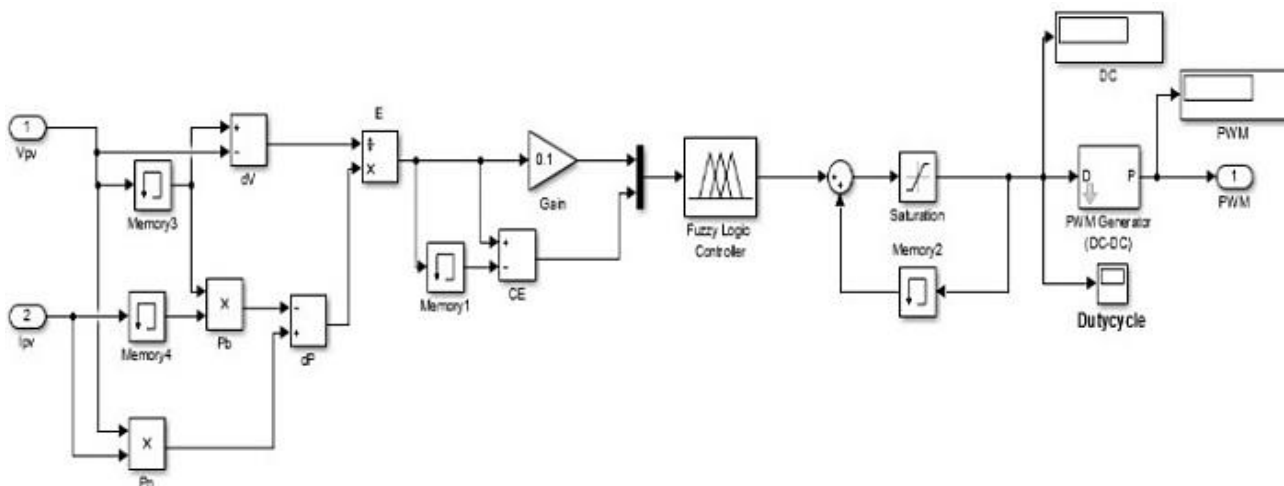 DC
PWM
E
1
Vpv
+
-
dV
÷
X
Memory3
0.1
Gain
Fuzzy Logic
Controller
+
+
Saturation
D
P
PWM Generator
(DC-DC)
1
PWM
Memory2
+
-
CE
Memory1
2
Ipv
Memory4
X
Pb
-
+
dP
Dutycycle
X
Pn